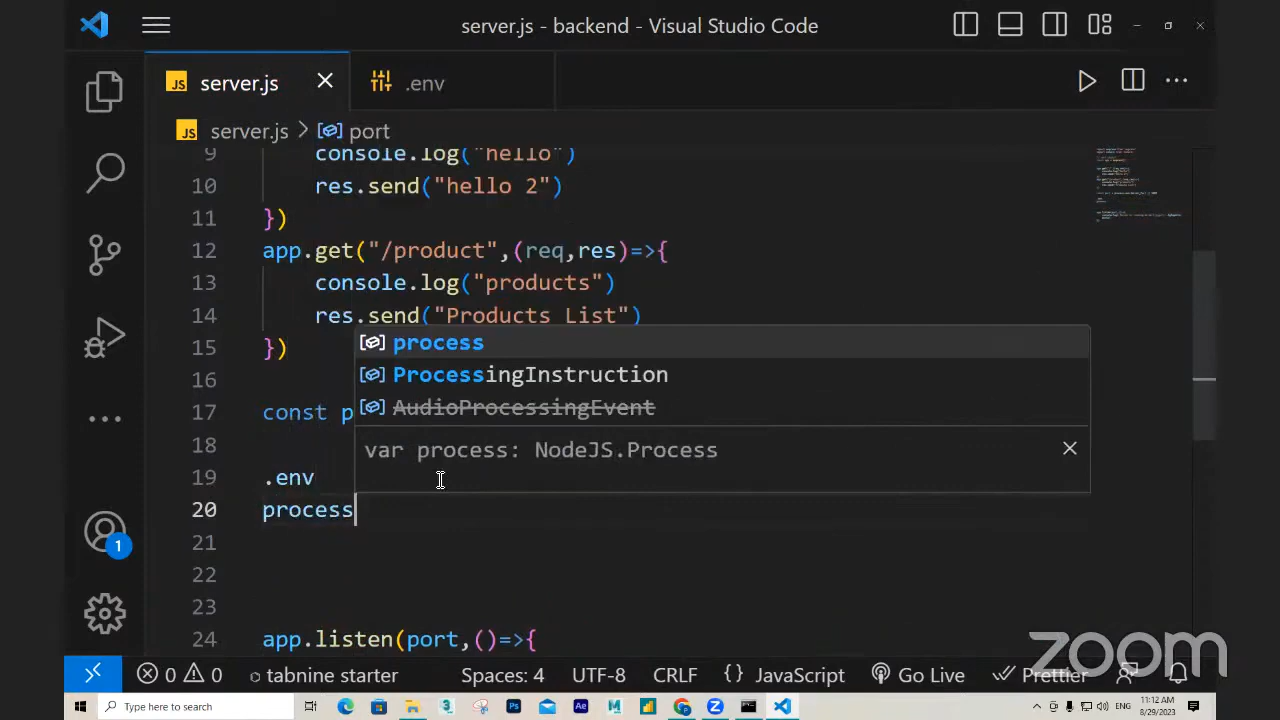 server.js - backend - Visual Studio Code
JS server.js
.env
JS server.js > port
9 console.log("hello")
10 res.send("hello 2")
11 })
12 app.get("/product",(req,res)=>{
13 console.log("products")
14 res.send("Products List")
15 })
process
16
ProcessingInstruction
AudioProcessingEvent
17 const p
var process: NodeJS.Process
18
19 .env
20 process
21
22
23
24 app.listen(port,()=>{
zoom
1
0 0 tabnine starter Spaces: 4 UTF-8 CRLF {} JavaScript Go Live Prettier
Type here to search
Ps Ae M
ENG
11:12 AM
8/29/2023